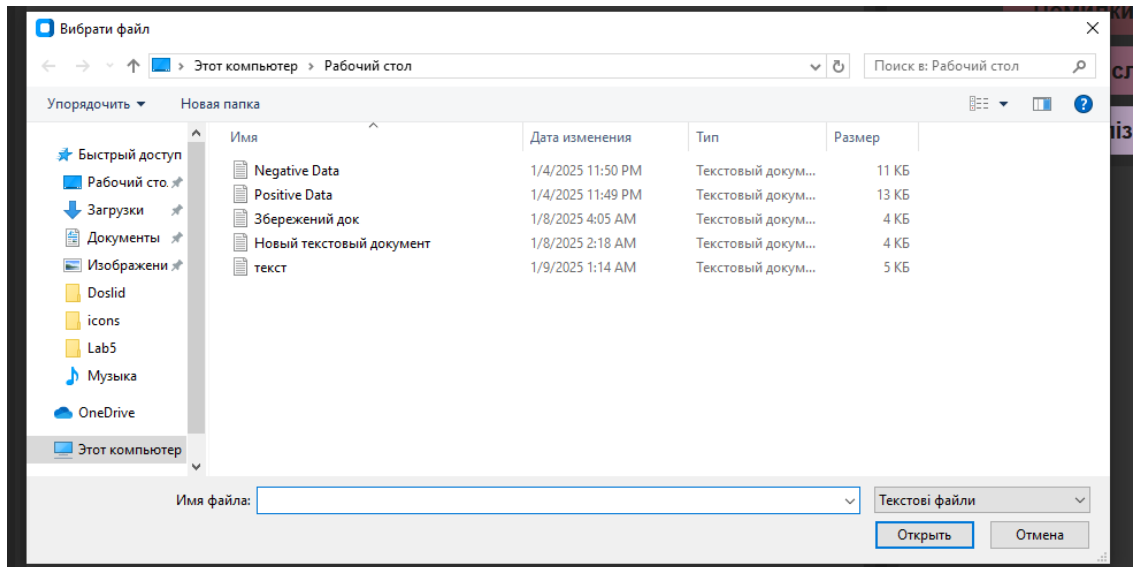 Вибрати файл
Этот компьютер > Рабочий стол
Поиск в: Рабочий стол
Упорядочить
Новая папка
Имя Дата изменения Тип Размер
Быстрый доступ
Рабочий сто.
Загрузки
Документы
Изображени
Doslid
icons
Lab5
Музыка
OneDrive
Этот компьютер
Negative Data 1/4/2025 11:50 PM Текстовый докум... 11 КБ
Positive Data 1/4/2025 11:49 PM Текстовый докум... 13 КБ
Збережений док 1/8/2025 4:05 AM Текстовый докум... 4 КБ
Новый текстовый документ 1/8/2025 2:18 AM Текстовый докум... 4 КБ
текст 1/9/2025 1:14 AM Текстовый докум... 5 КБ
Имя файла:
Текстові файли
Открыть Отмена